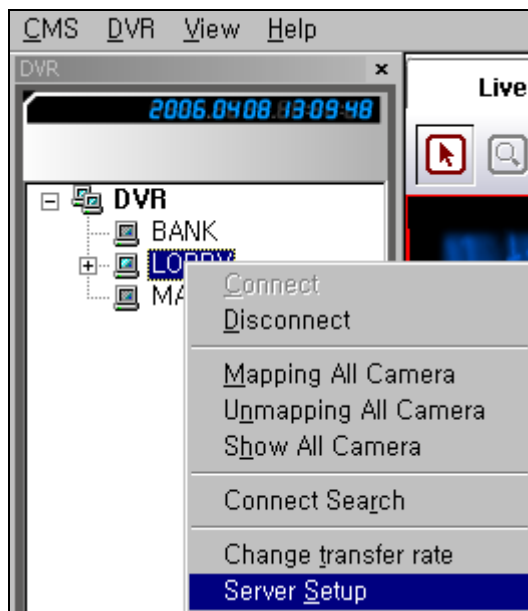 CMS DVR View Help
DVR
Live
2006.04.08.13:09:48
DVR
BANK
LOBBY
Connect
Disconnect
Mapping All Camera
Unmapping All Camera
Show All Camera
Connect Search
Change transfer rate
Server Setup